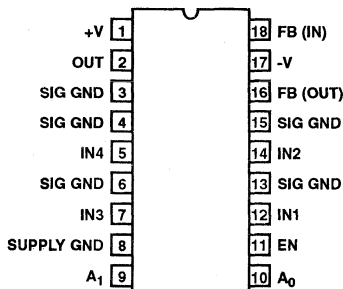 +V 1 18 FB (IN)
OUT 2 17 -V
SIG GND 3 16 FB (OUT)
SIG GND 4 15 SIG GND
IN4 5 14 IN2
SIG GND 6 13 SIG GND
IN3 7 12 IN1
SUPPLY GND 8 11 EN
A1 9 10 A0